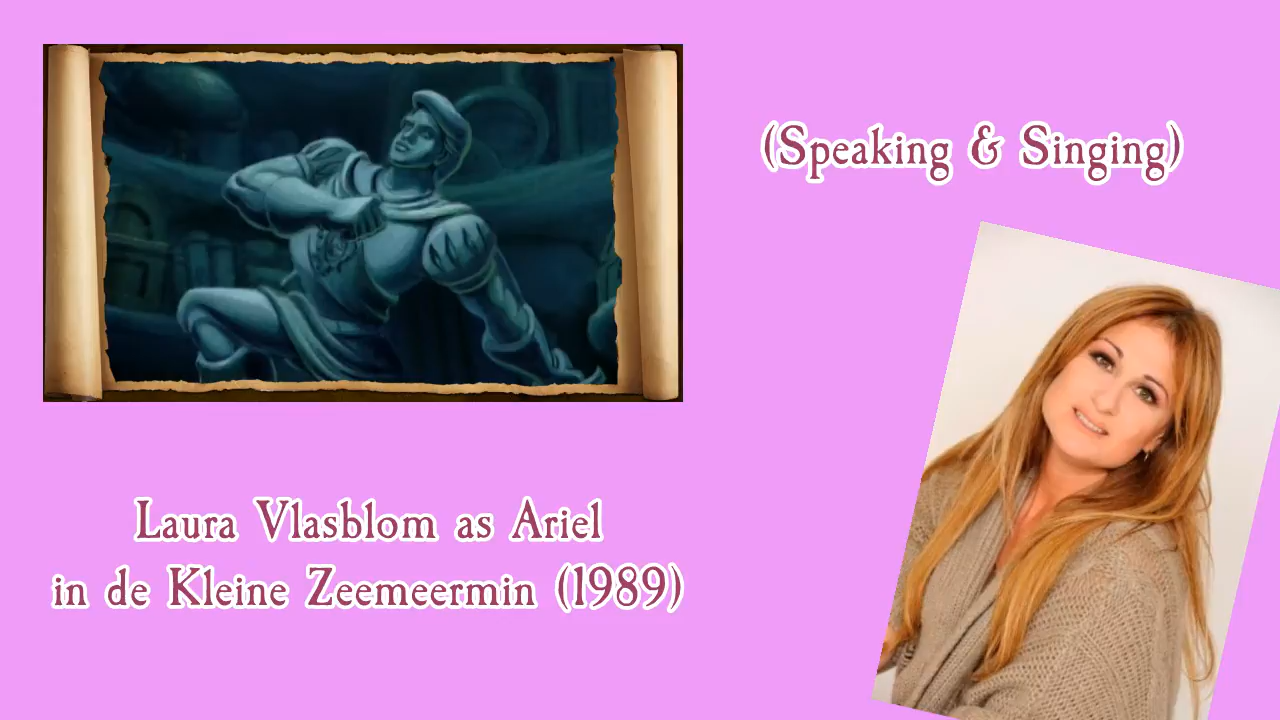 (Speaking & Singing)
Laura Vlasblom as Ariel
in de Kleine Zeemeermin (1989)